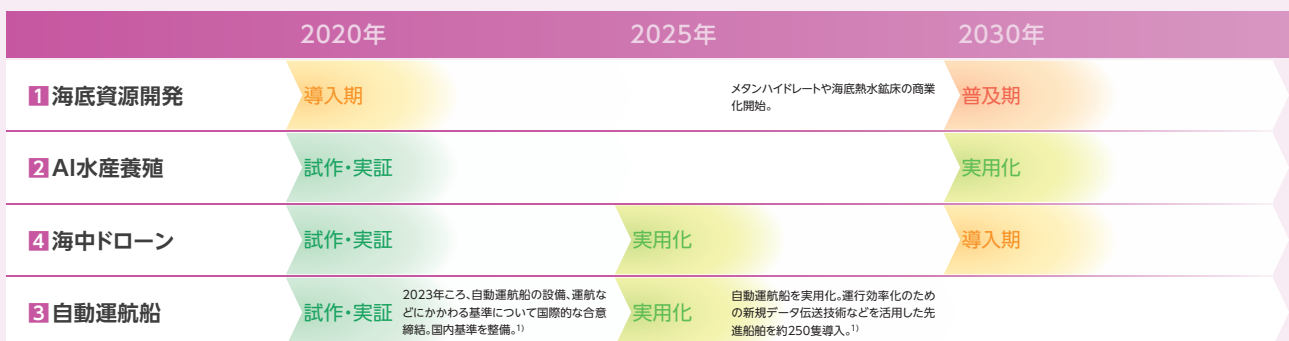 2020年 2025年 2030年
1 海底資源開発 導入期 メタンハイドレートや海底熱水鉱床の商業 普及期
化開始。
2 AI水産養殖 試作・実証 実用化
4 海中ドローン 試作・実証 実用化 導入期
3 自動運航船 試作・実証 2023年ころ、自動運航船の設備、運航な 実用化 自動運航船を実用化。運行効率化のため
どにかかわる基準について国際的な合意 の新規データ伝送技術などを活用した先
締結。国内基準を整備。1) 進船舶を約250隻導入。1)